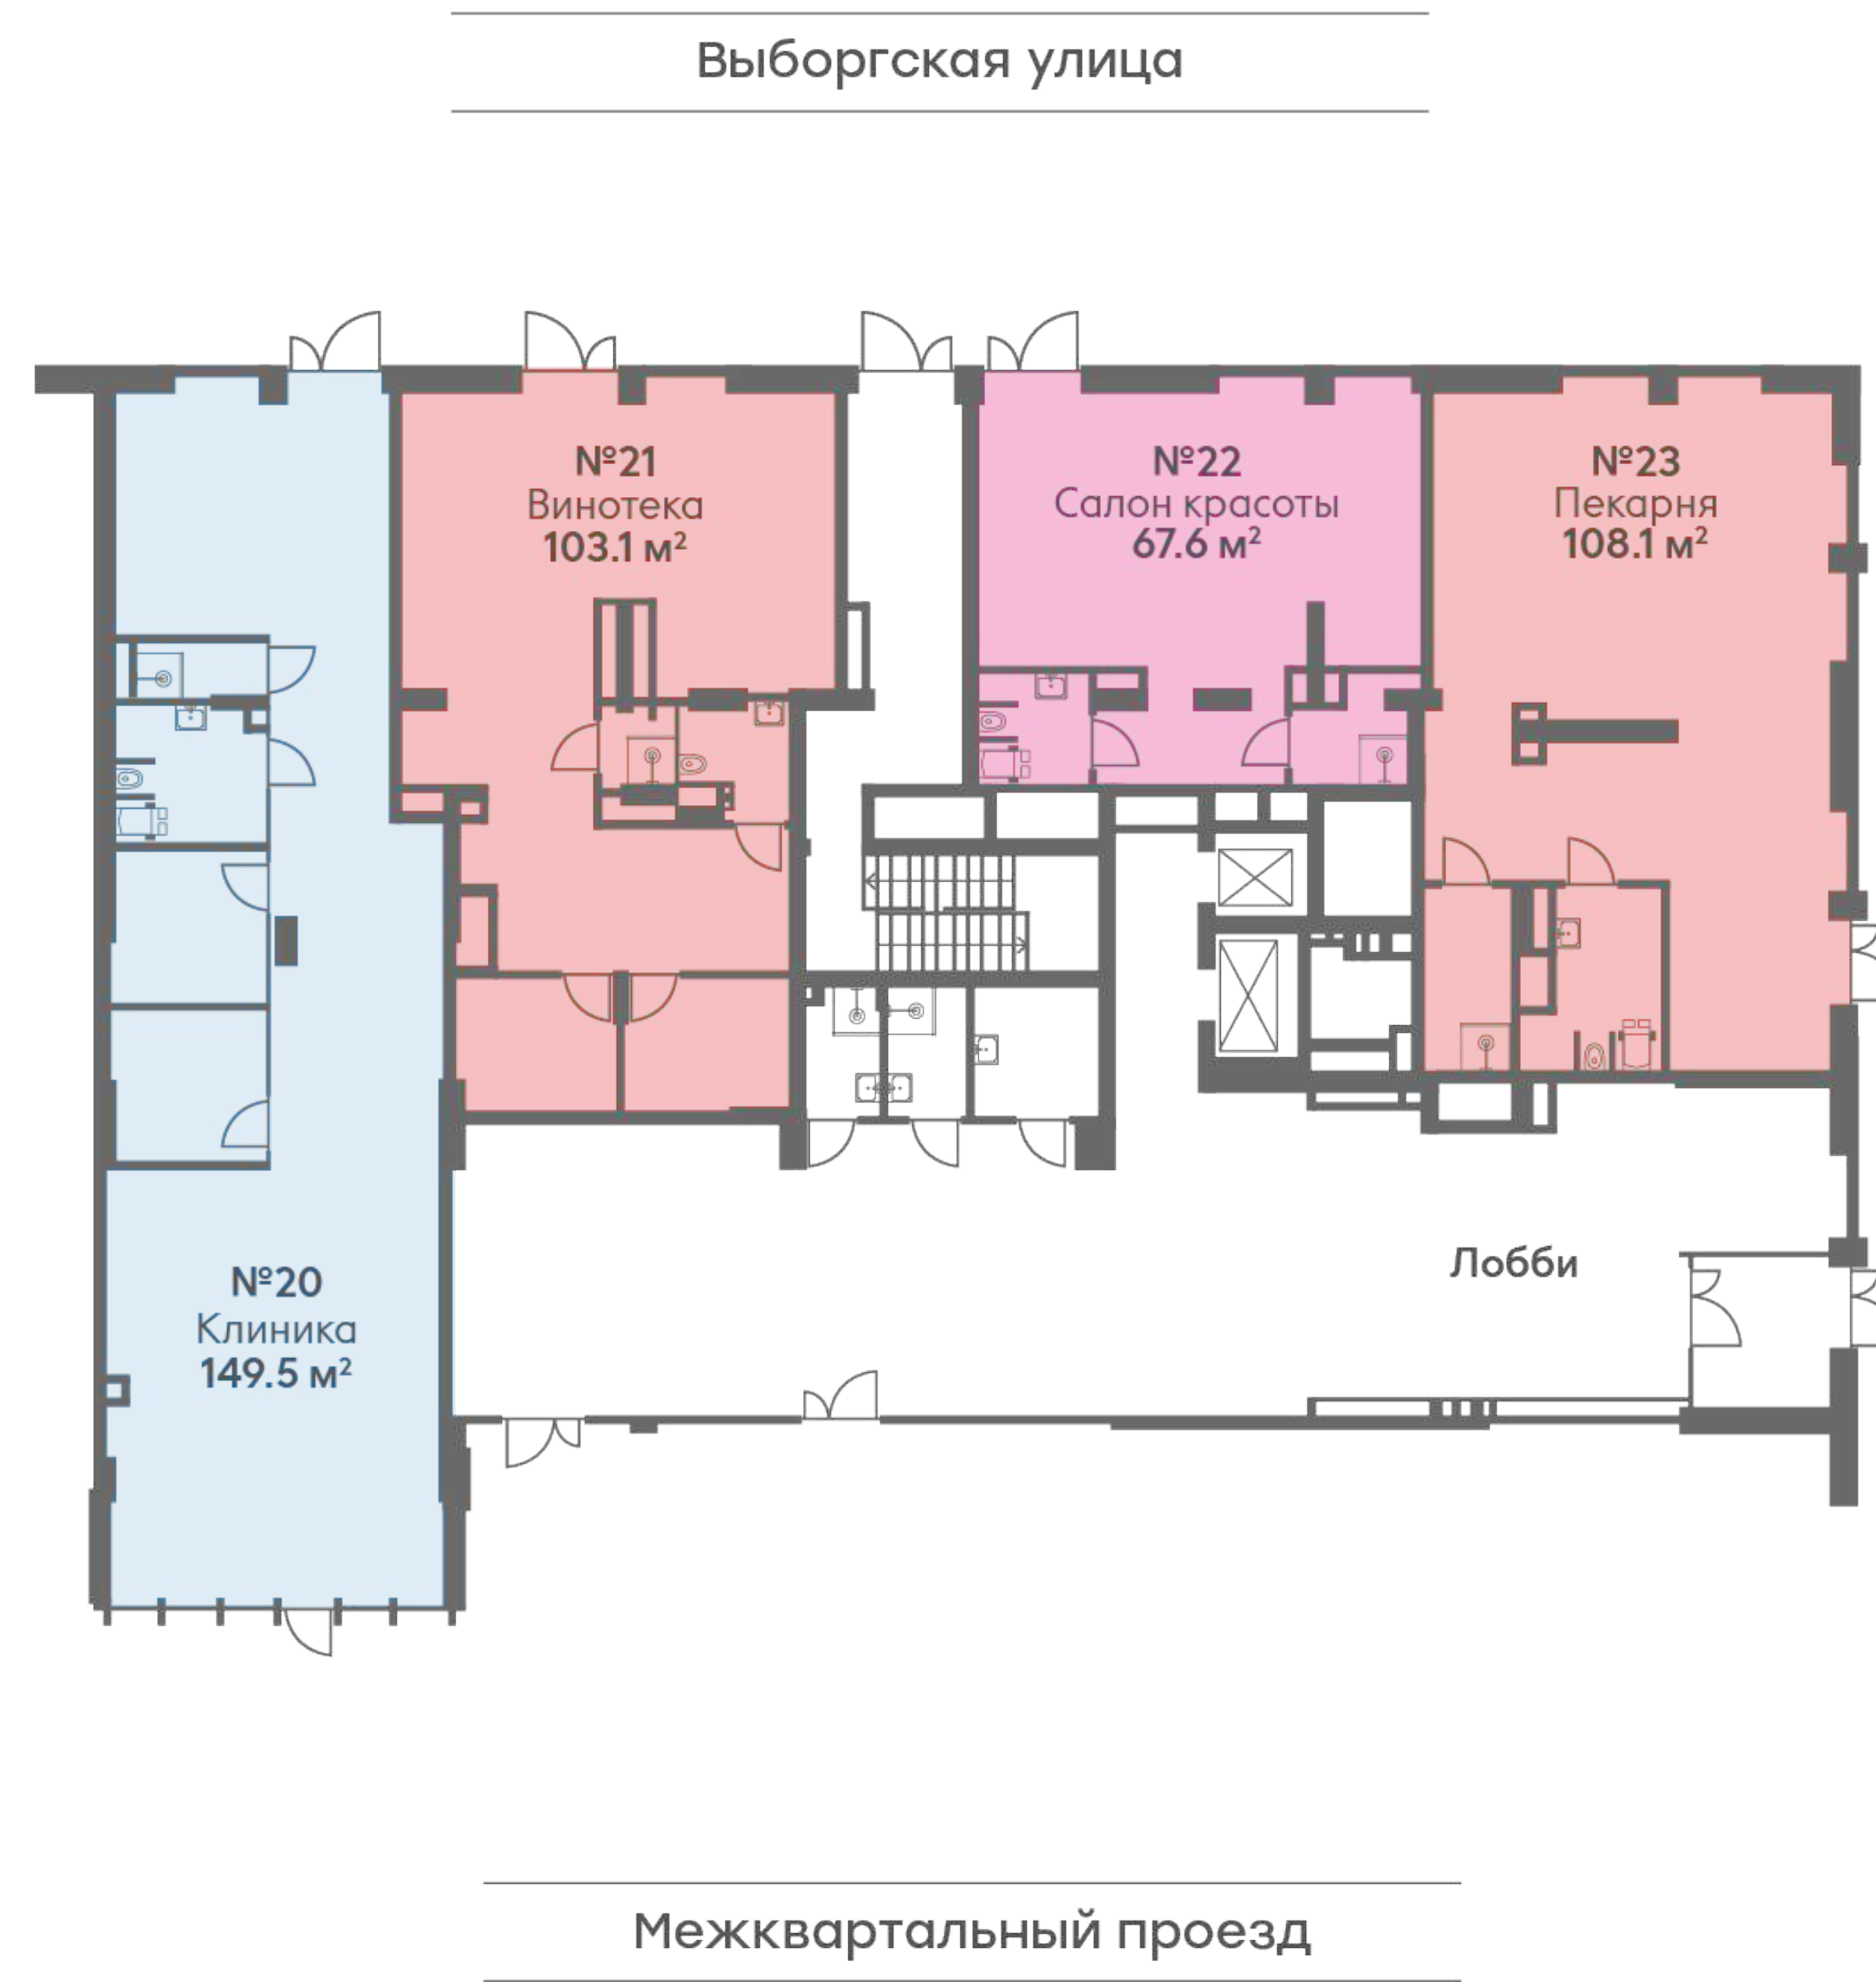 Выборгская улица
№21
Винотека
103.1 м²
№22
Салон красоты
67.6 м²
№23
Пекарня
108.1 м²
№20
Клиника
149.5 м²
Лобби
Межквартальный проезд